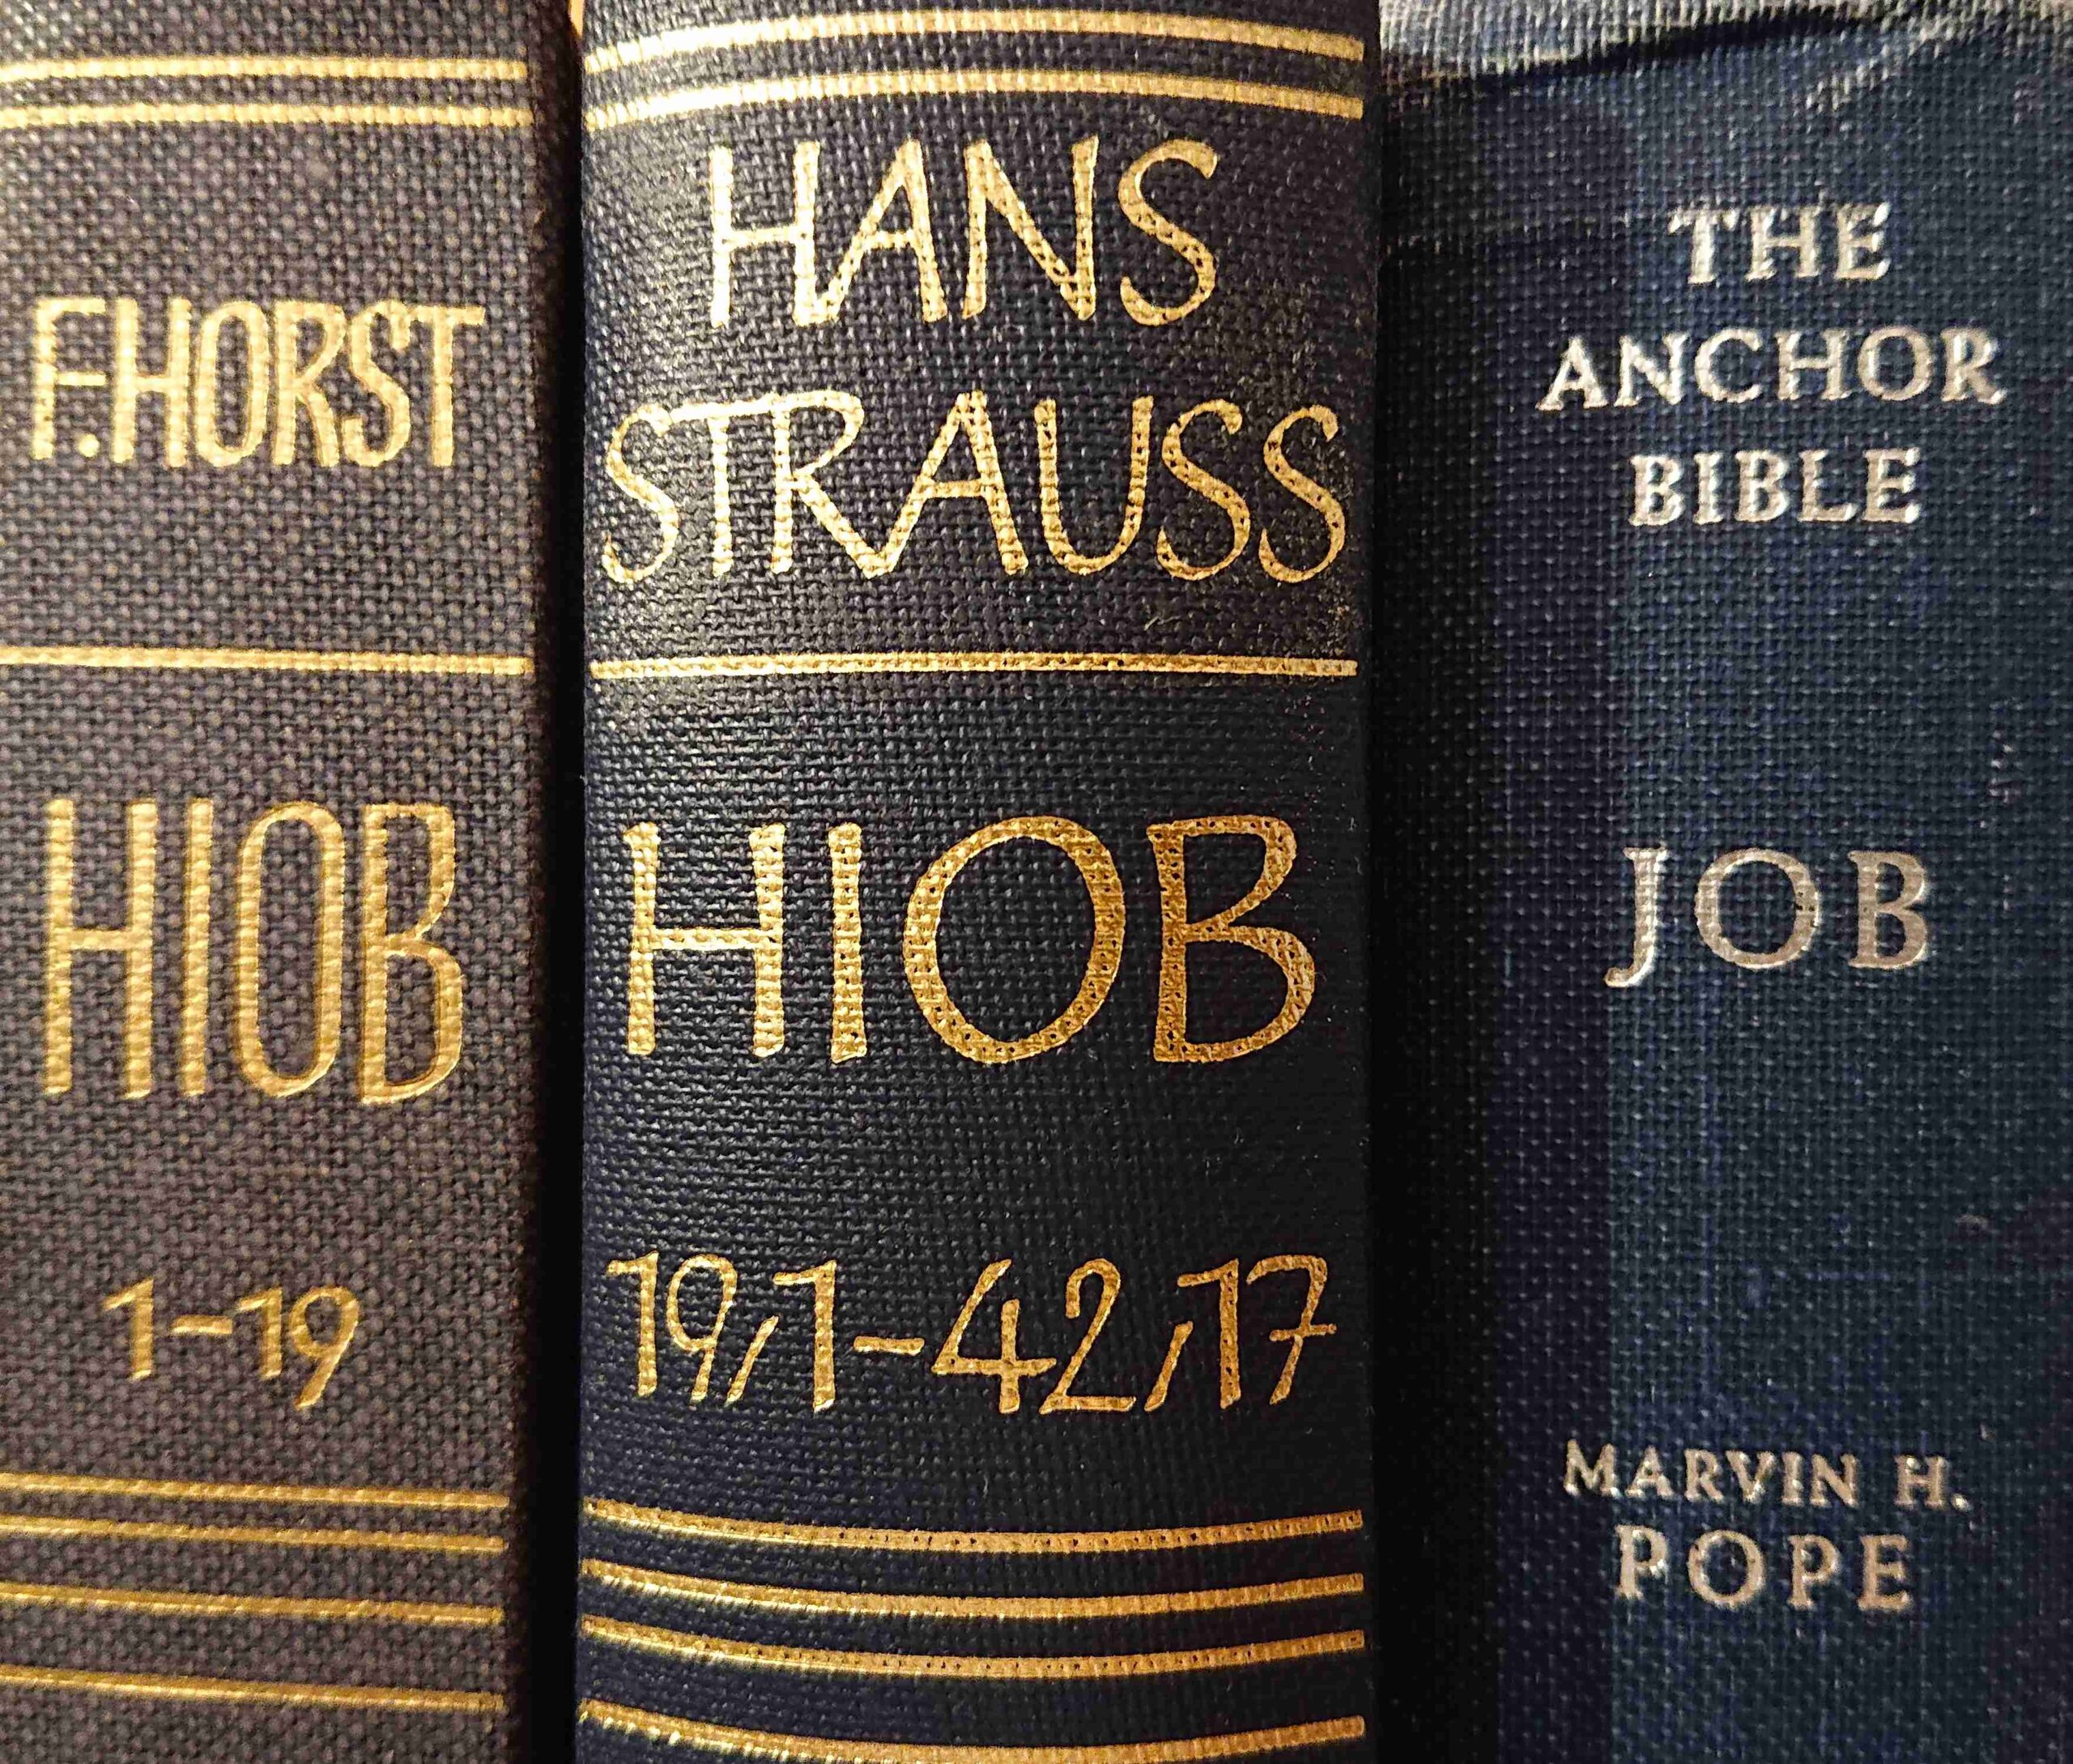 F. HORST
HIOB
1-19
HANS
STRAUSS
HIOB
19,1-42,17
THE
ANCHOR
BIBLE
JOB
MARVIN H.
POPE